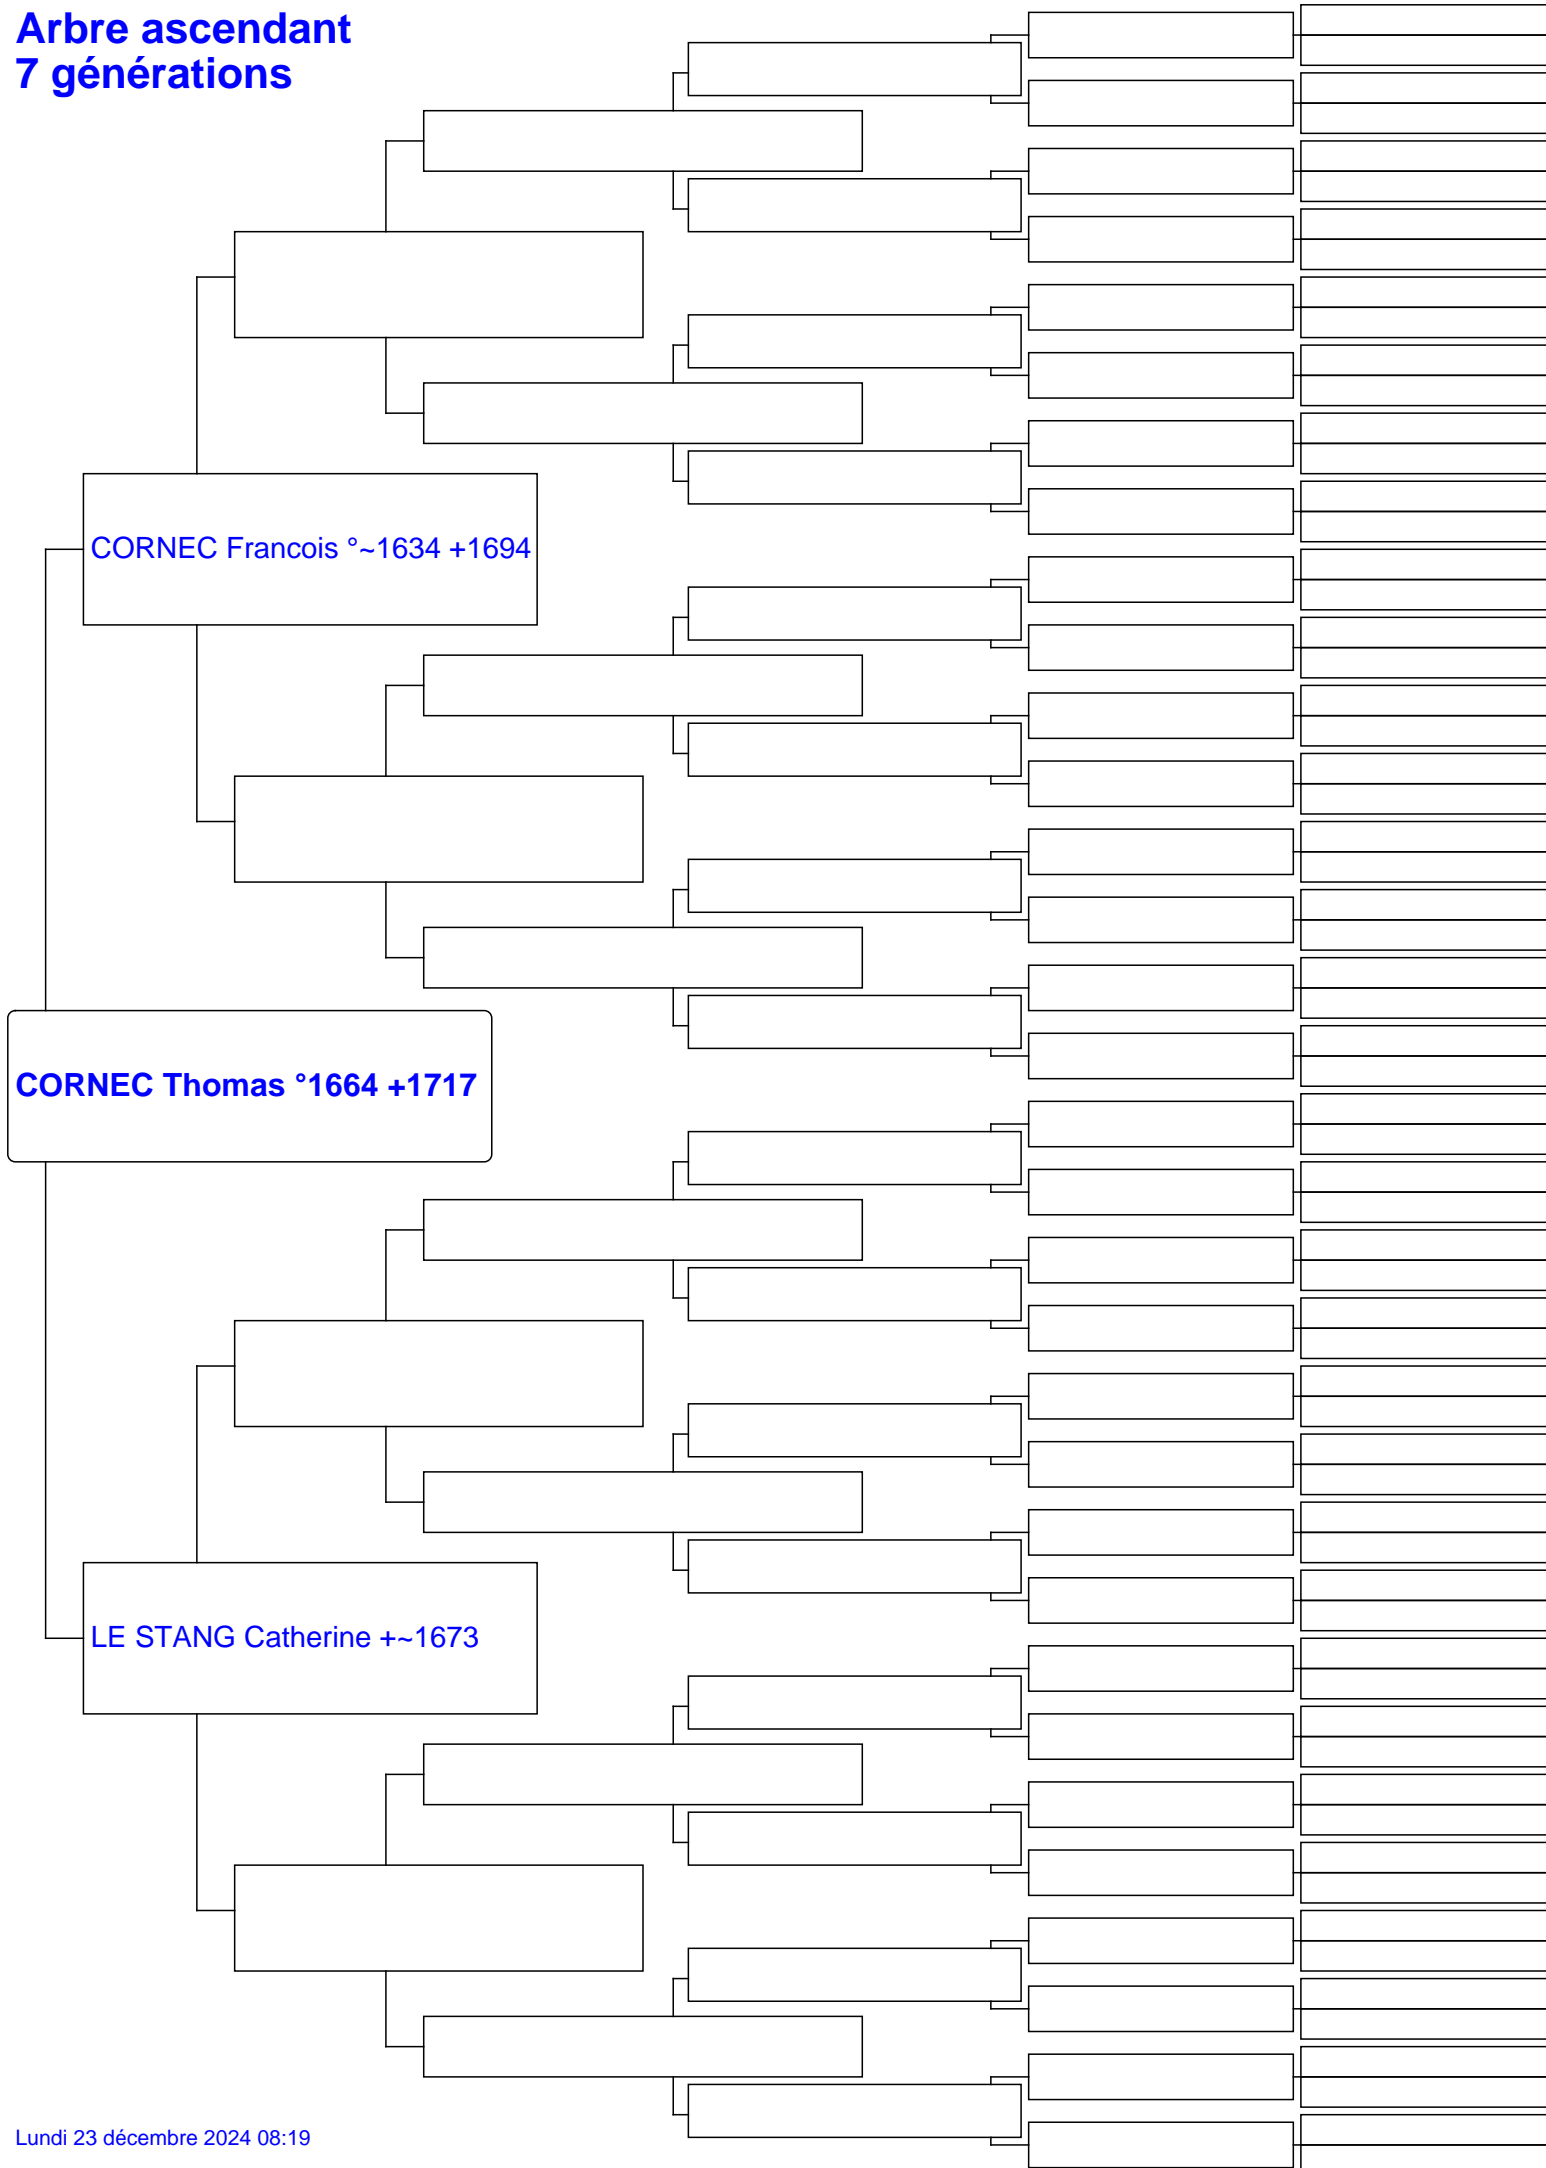 Arbre ascendant
7 générations
CORNEC Francois °~1634 +1694
CORNEC Thomas °1664 +1717
LE STANG Catherine +~1673
Lundi 23 décembre 2024 08:19